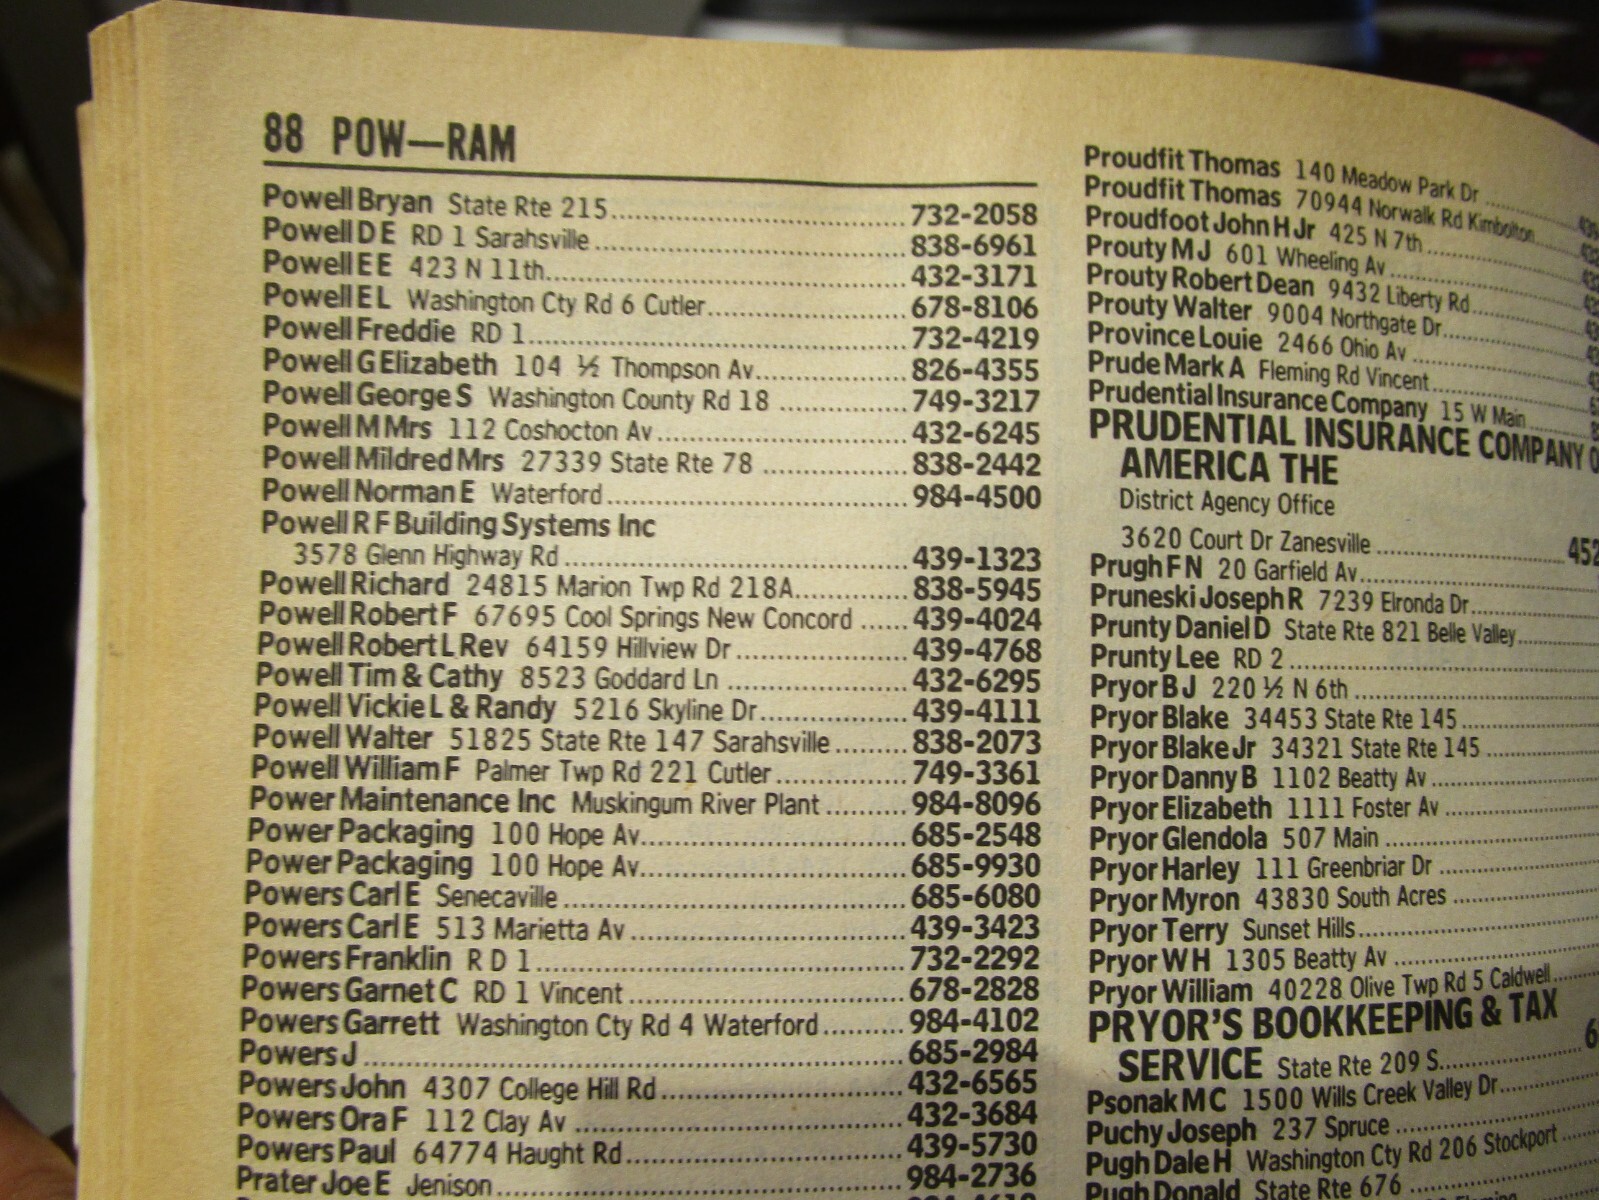 88 POW—RAM
Powell Bryan State Rte 215 732-2058
Powell D E RD 1 Sarahsville 838-6961
Powell E E 423 N 11th 432-3171
Powell E L Washington Cty Rd 6 Cutler 678-8106
Powell Freddie RD 1 732-4219
Powell G Elizabeth 104 ½ Thompson Av 826-4355
Powell George S Washington County Rd 18 749-3217
Powell M Mrs 112 Coshocton Av 432-6245
Powell Mildred Mrs 27339 State Rte 78 838-2442
Powell Norman E Waterford 984-4500
Powell R F Building Systems Inc
3578 Glenn Highway Rd 439-1323
Powell Richard 24815 Marion Twp Rd 218A 838-5945
Powell Robert F 67695 Cool Springs New Concord 439-4024
Powell Robert L Rev 64159 Hillview Dr 439-4768
Powell Tim & Cathy 8523 Goddard Ln 432-6295
Powell Vickie L & Randy 5216 Skyline Dr 439-4111
Powell Walter 51825 State Rte 147 Sarahsville 838-2073
Powell William F Palmer Twp Rd 221 Cutler 749-3361
Power Maintenance Inc Muskingum River Plant 984-8096
Power Packaging 100 Hope Av 685-2548
Power Packaging 100 Hope Av 685-9930
Powers Carl E Senecaville 685-6080
Powers Carl E 513 Marietta Av 439-3423
Powers Franklin R D 1 732-2292
Powers Garnet C RD 1 Vincent 678-2828
Powers Garrett Washington Cty Rd 4 Waterford 984-4102
Powers J 685-2984
Powers John 4307 College Hill Rd 432-6565
Powers Ora F 112 Clay Av 432-3684
Powers Paul 64774 Haught Rd 439-5730
Prater Joe E Jenison 984-2736
Proudfit Thomas 140 Meadow Park Dr
Proudfit Thomas 70944 Norwalk Rd Kimbolton
Proudfoot John H Jr 425 N 7th
Prouty M J 601 Wheeling Av
Prouty Robert Dean 9432 Liberty Rd
Prouty Walter 9004 Northgate Dr
Province Louie 2466 Ohio Av
Prude Mark A Fleming Rd Vincent
Prudential Insurance Company 15 W Main
PRUDENTIAL INSURANCE COMPANY O
AMERICA THE
District Agency Office
3620 Court Dr Zanesville 452
Prugh F N 20 Garfield Av
Pruneski Joseph R 7239 Elronda Dr
Prunty Daniel D State Rte 821 Belle Valley
Prunty Lee RD 2
Pryor B J 220 ½ N 6th
Pryor Blake 34453 State Rte 145
Pryor Blake Jr 34321 State Rte 145
Pryor Danny B 1102 Beatty Av
Pryor Elizabeth 1111 Foster Av
Pryor Glendola 507 Main
Pryor Harley 111 Greenbriar Dr
Pryor Myron 43830 South Acres
Pryor Terry Sunset Hills
Pryor W H 1305 Beatty Av
Pryor William 40228 Olive Twp Rd 5 Caldwell
PRYOR'S BOOKKEEPING & TAX
SERVICE State Rte 209 S 6
Psonak M C 1500 Wills Creek Valley Dr
Puchy Joseph 237 Spruce
Pugh Dale H Washington Cty Rd 206 Stockport
Pugh Donald State Rte 676